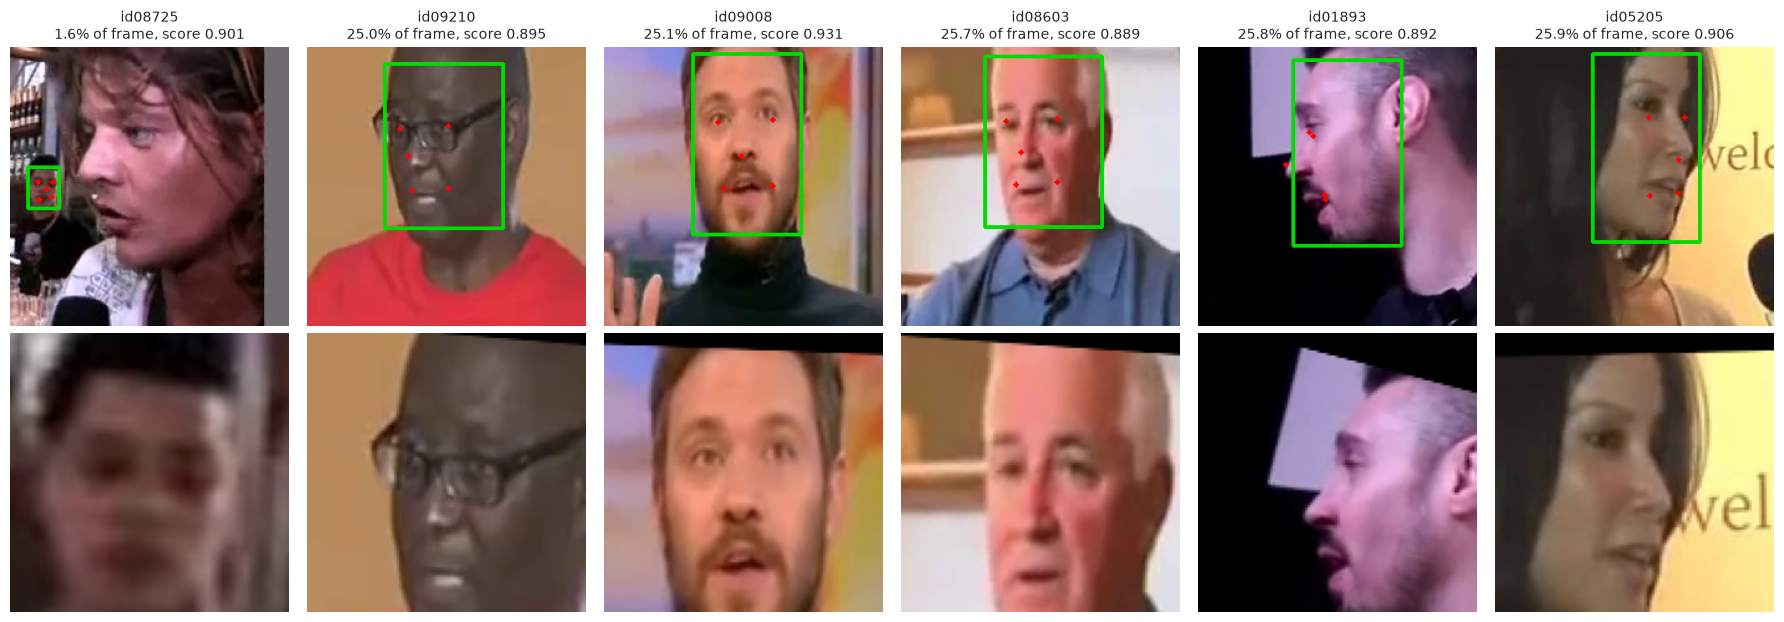 id08725
1.6% of frame, score 0.901
id09210
25.0% of frame, score 0.895
id09008
25.1% of frame, score 0.931
id08603
25.7% of frame, score 0.889
id01893
25.8% of frame, score 0.892
id05205
25.9% of frame, score 0.906
welc
wel